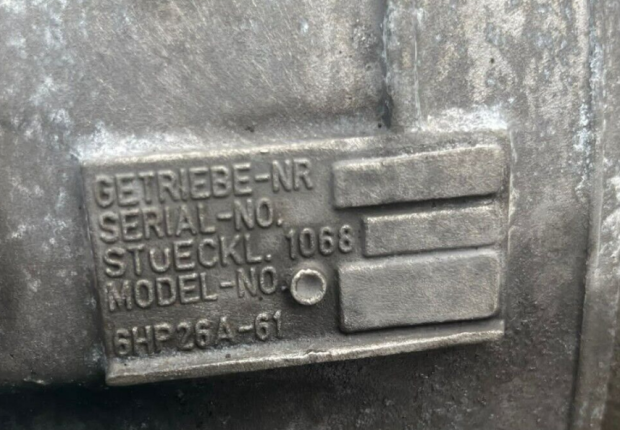 GETRIEBE-NR
SERIAL-NO.
STUECKL. 1068
MODEL-NO.
6HP26A-61